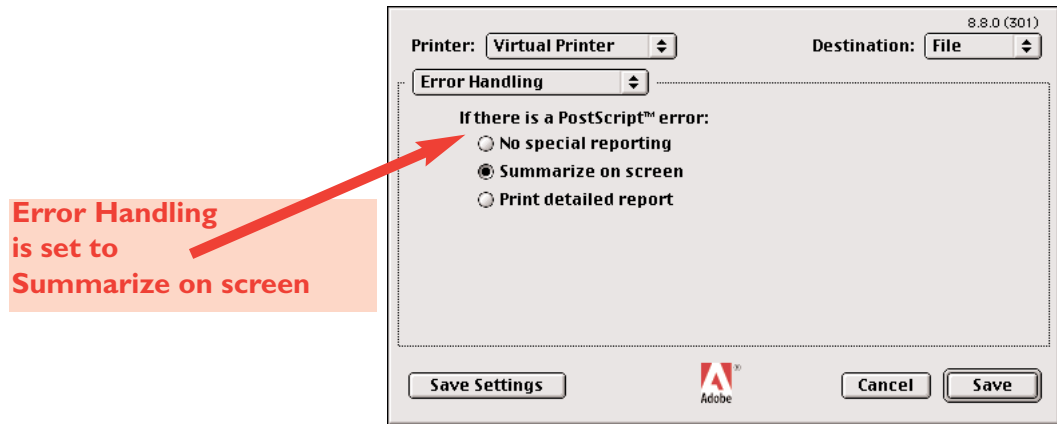 8.8.0 (301)
Printer: Virtual Printer Destination: File
Error Handling
If there is a PostScript™ error:
No special reporting
Summarize on screen
Print detailed report
Error Handling
is set to
Summarize on screen
Save Settings Adobe® Cancel Save